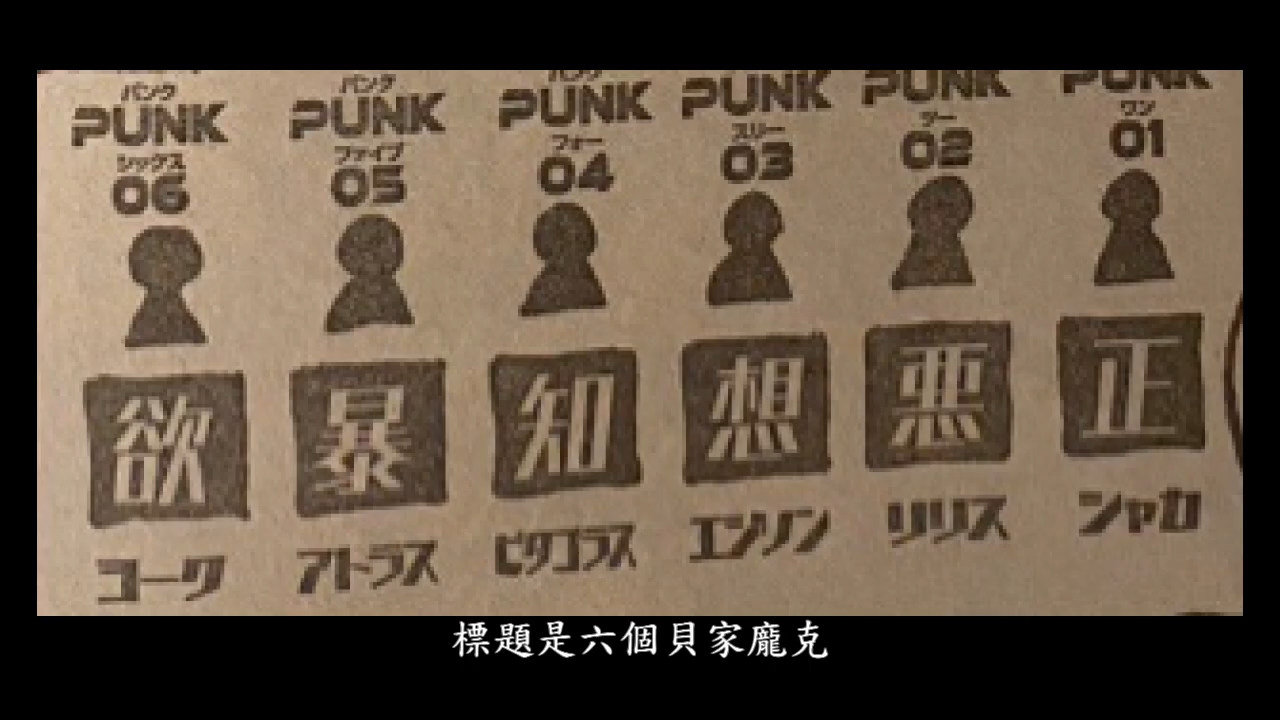 PUNK
ワン
01
正
シャカ
PUNK
ツー
02
悪
リリス
PUNK
スリー
03
想
エジソン
パンク
PUNK
フォー
04
知
ピタゴラス
パンク
PUNK
ファイブ
05
暴
アトラス
パンク
PUNK
シックス
06
欲
ヨーク
標題是六個貝家龐克